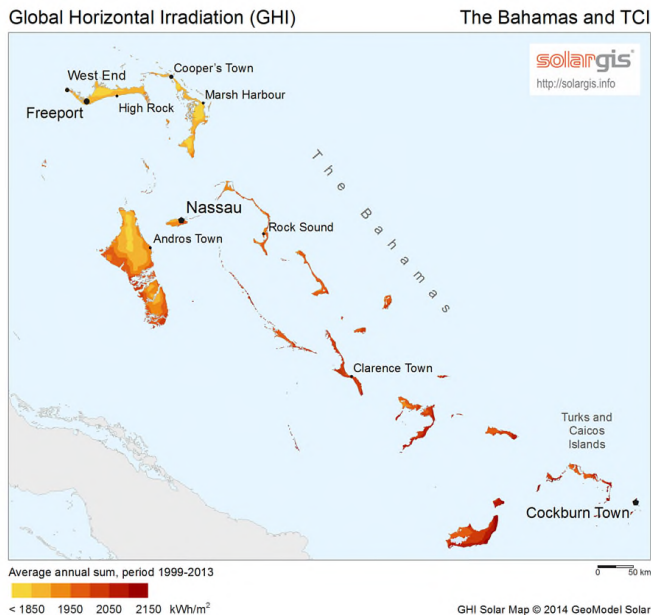 Global Horizontal Irradiation (GHI)
The Bahamas and TCI
solargis
http://solargis.info
Cooper's Town
West End
Marsh Harbour
High Rock
Freeport
The Bahamas
Nassau
Rock Sound
Andros Town
Clarence Town
Turks and
Caicos
Islands
Cockburn Town
Average annual sum, period 1999-2013
0 50 km
< 1850 1950 2050 2150 kWh/m²
GHI Solar Map © 2014 GeoModel Solar